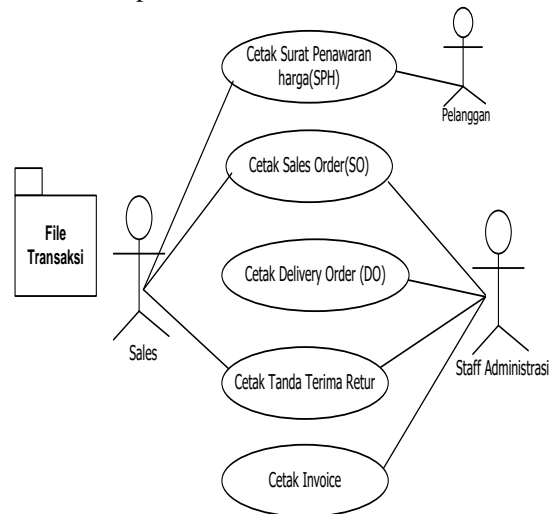 Cetak Surat Penawaran
harga(SPH)
Pelanggan
Cetak Sales Order(SO)
File
Transaksi
Cetak Delivery Order (DO)
Sales
Staff Administrasi
Cetak Tanda Terima Retur
Cetak Invoice